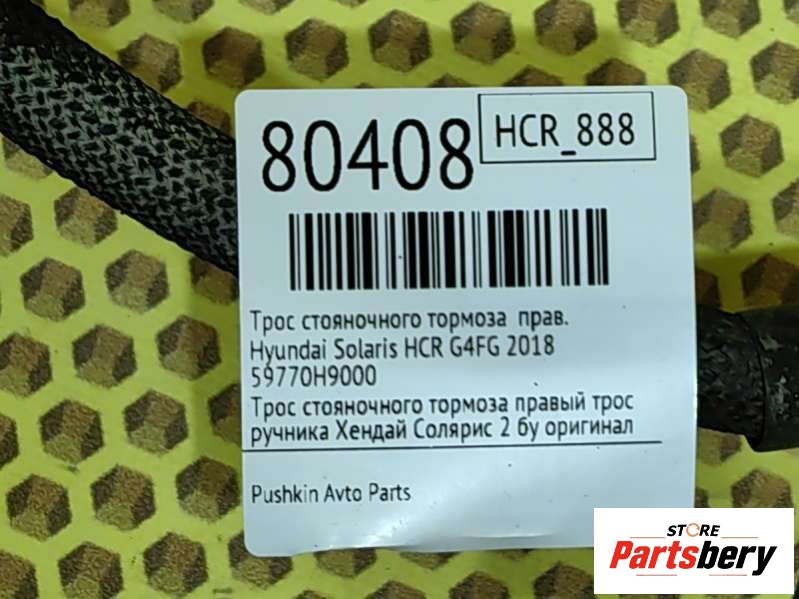 80408
HCR_888
Трос стояночного тормоза прав.
Hyundai Solaris HCR G4FG 2018
59770H9000
Трос стояночного тормоза правый трос
ручника Хендай Солярис 2 бу оригинал
Pushkin Avto Parts
STORE
Partsbery